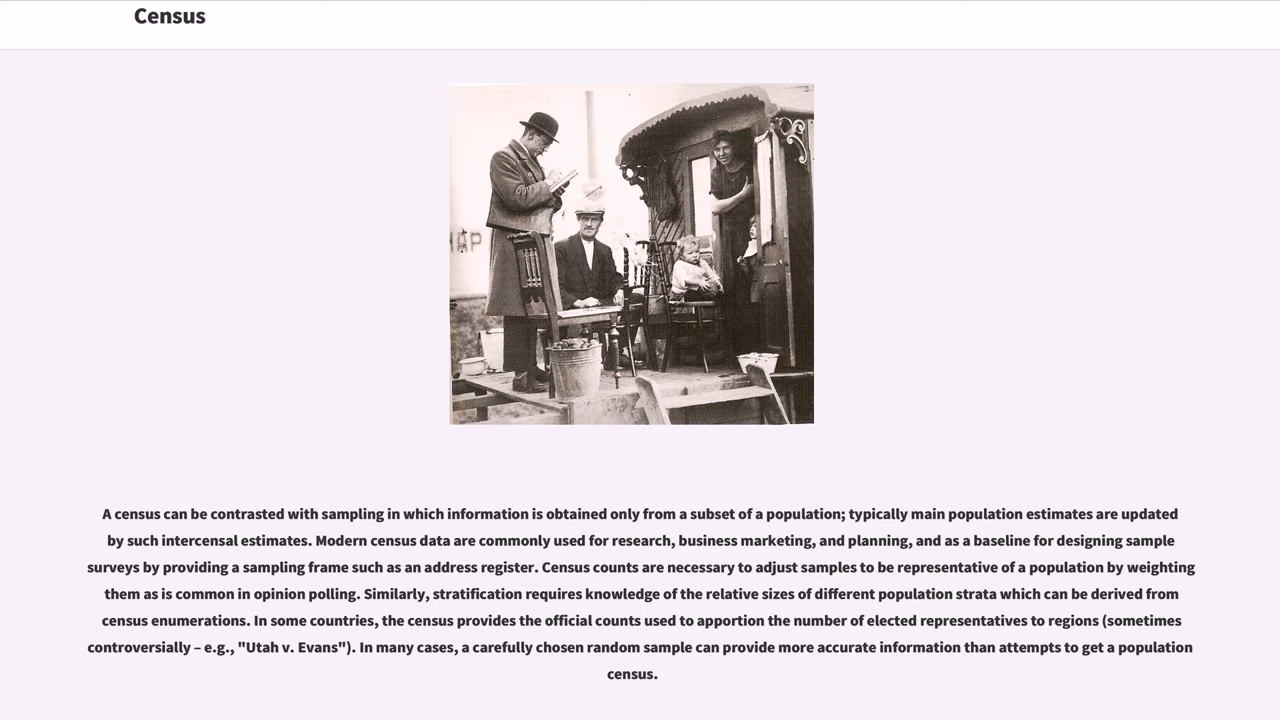 Census
A census can be contrasted with sampling in which information is obtained only from a subset of a population; typically main population estimates are updated
by such intercensal estimates. Modern census data are commonly used for research, business marketing, and planning, and as a baseline for designing sample
surveys by providing a sampling frame such as an address register. Census counts are necessary to adjust samples to be representative of a population by weighting
them as is common in opinion polling. Similarly, stratification requires knowledge of the relative sizes of different population strata which can be derived from
census enumerations. In some countries, the census provides the official counts used to apportion the number of elected representatives to regions (sometimes
controversially – e.g., "Utah v. Evans"). In many cases, a carefully chosen random sample can provide more accurate information than attempts to get a population
census.